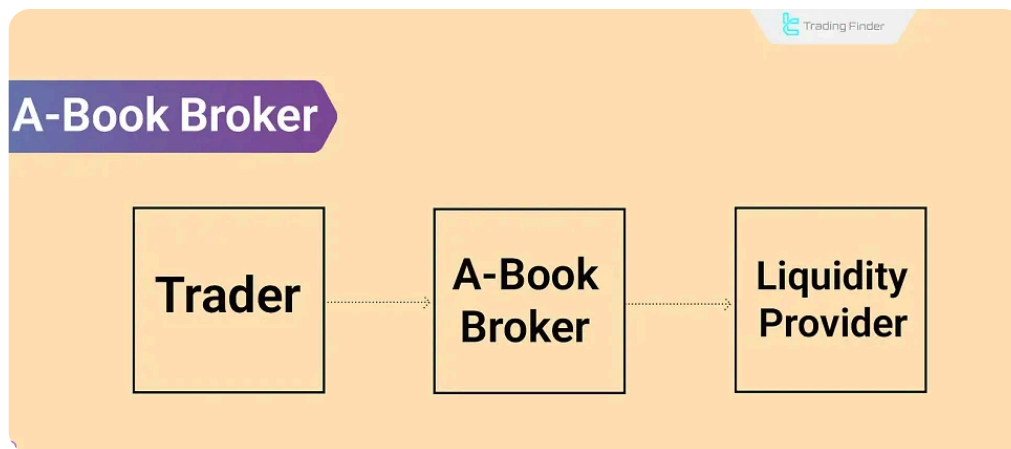 Trading Finder
A-Book Broker
Trader
A-Book
Broker
Liquidity
Provider